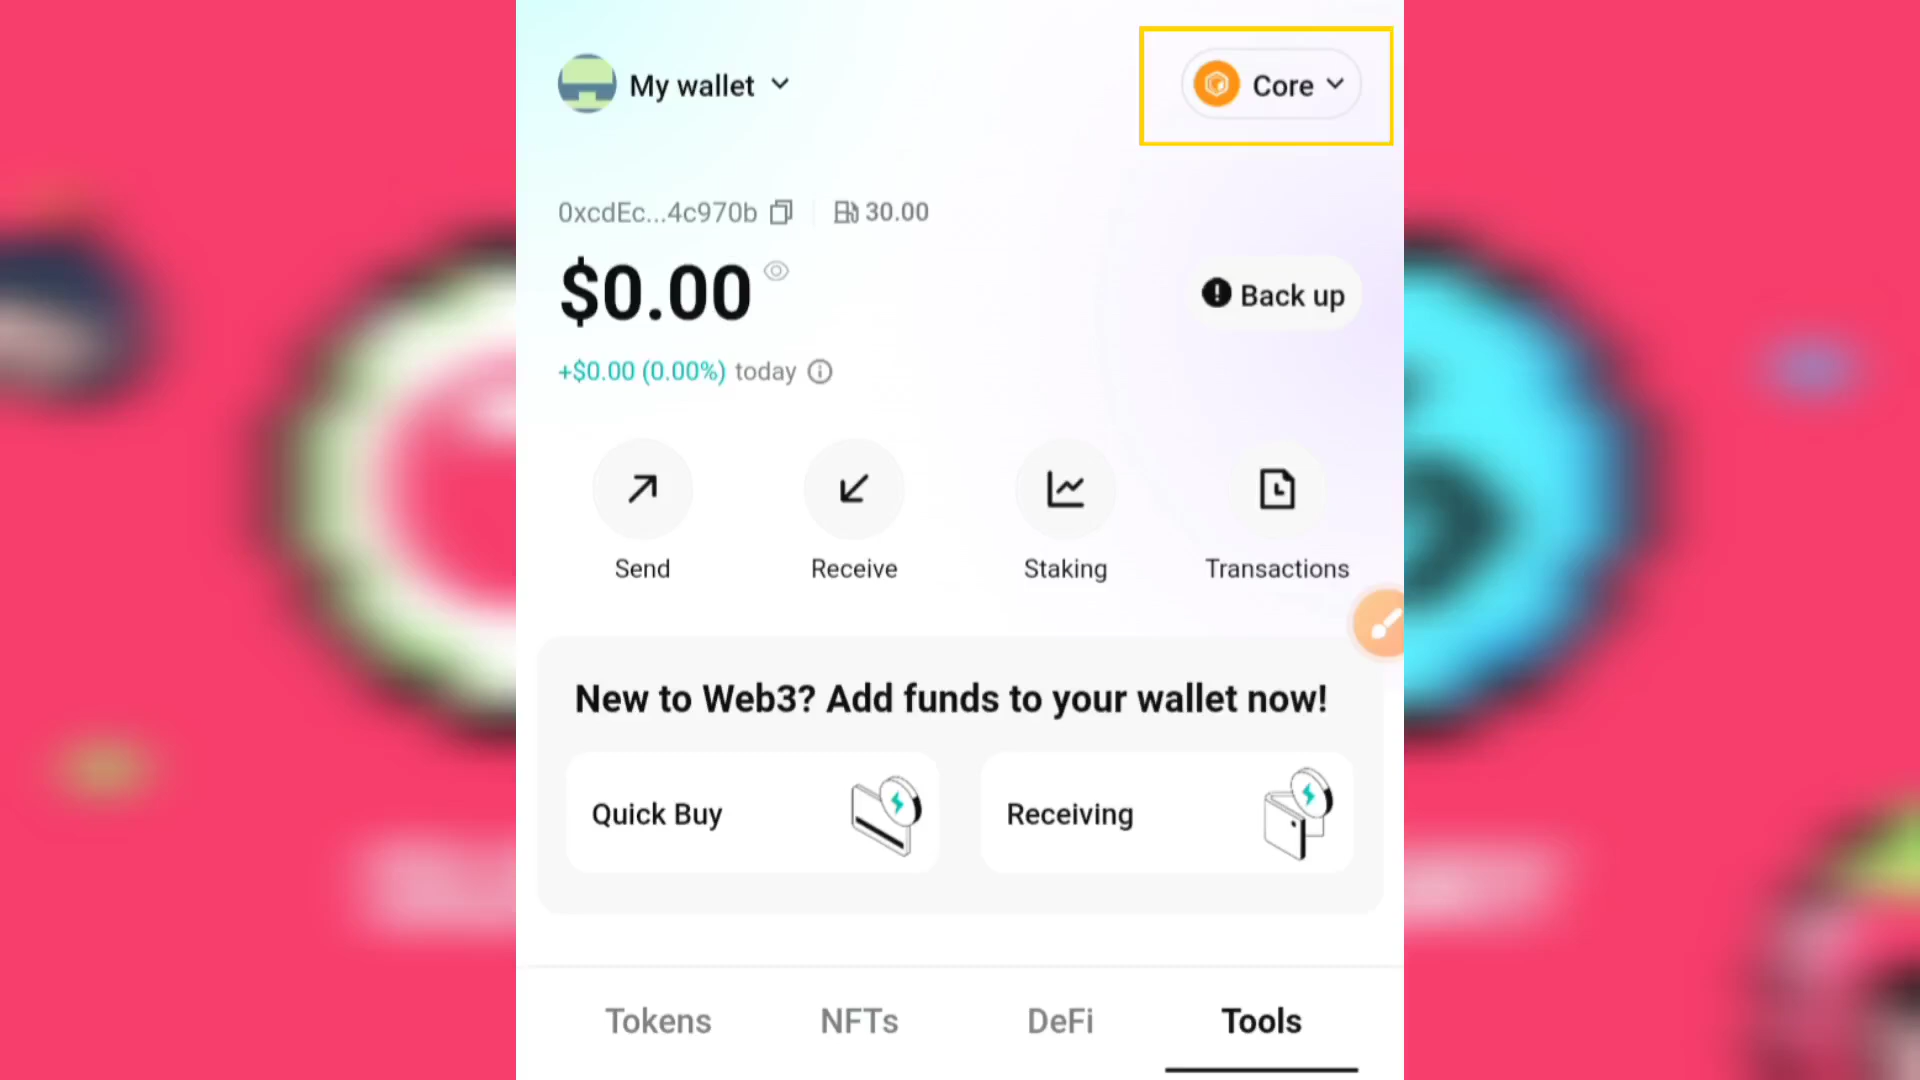 My wallet
Core
0xcdEc...4c970b
30.00
$0.00
Back up
+$0.00 (0.00%) today
Send
Receive
Staking
Transactions
New to Web3? Add funds to your wallet now!
Quick Buy
Receiving
Tokens
NFTs
DeFi
Tools